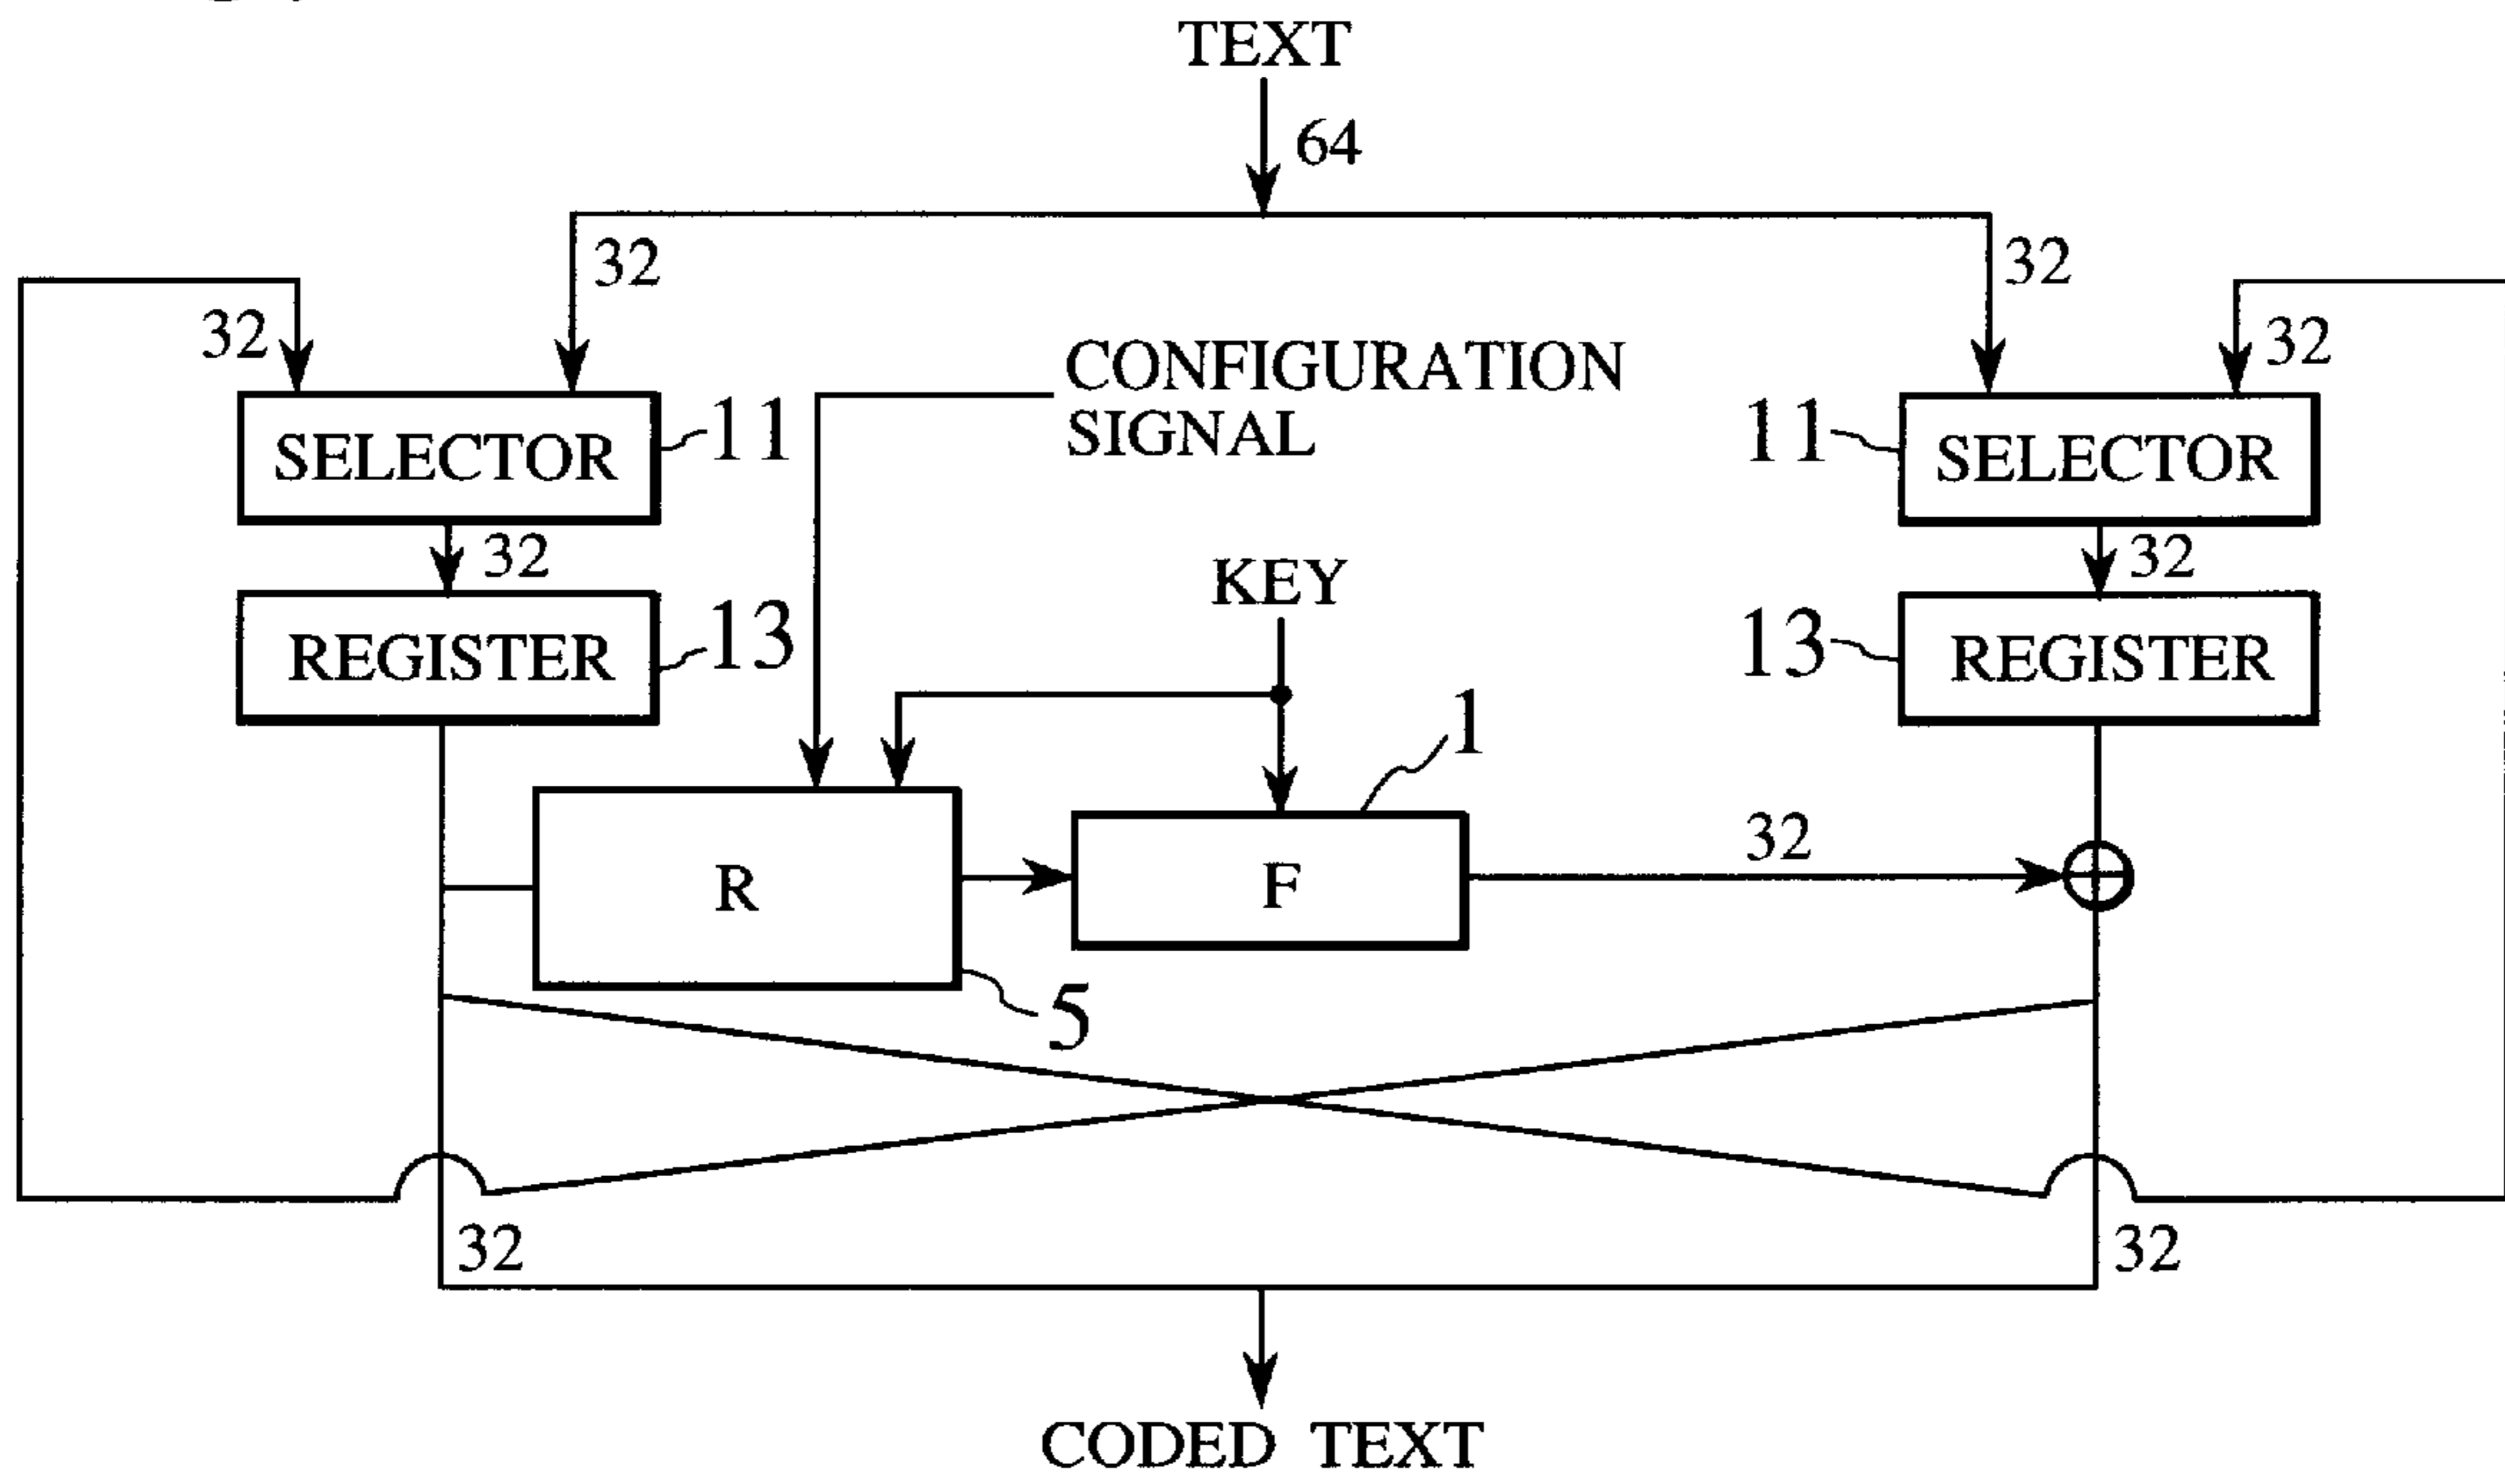 TEXT
64
32
32
32
32
CONFIGURATION
SIGNAL
SELECTOR
11
11
SELECTOR
32
32
KEY
REGISTER
13
13
REGISTER
1
32
R
F
5
32
32
CODED TEXT